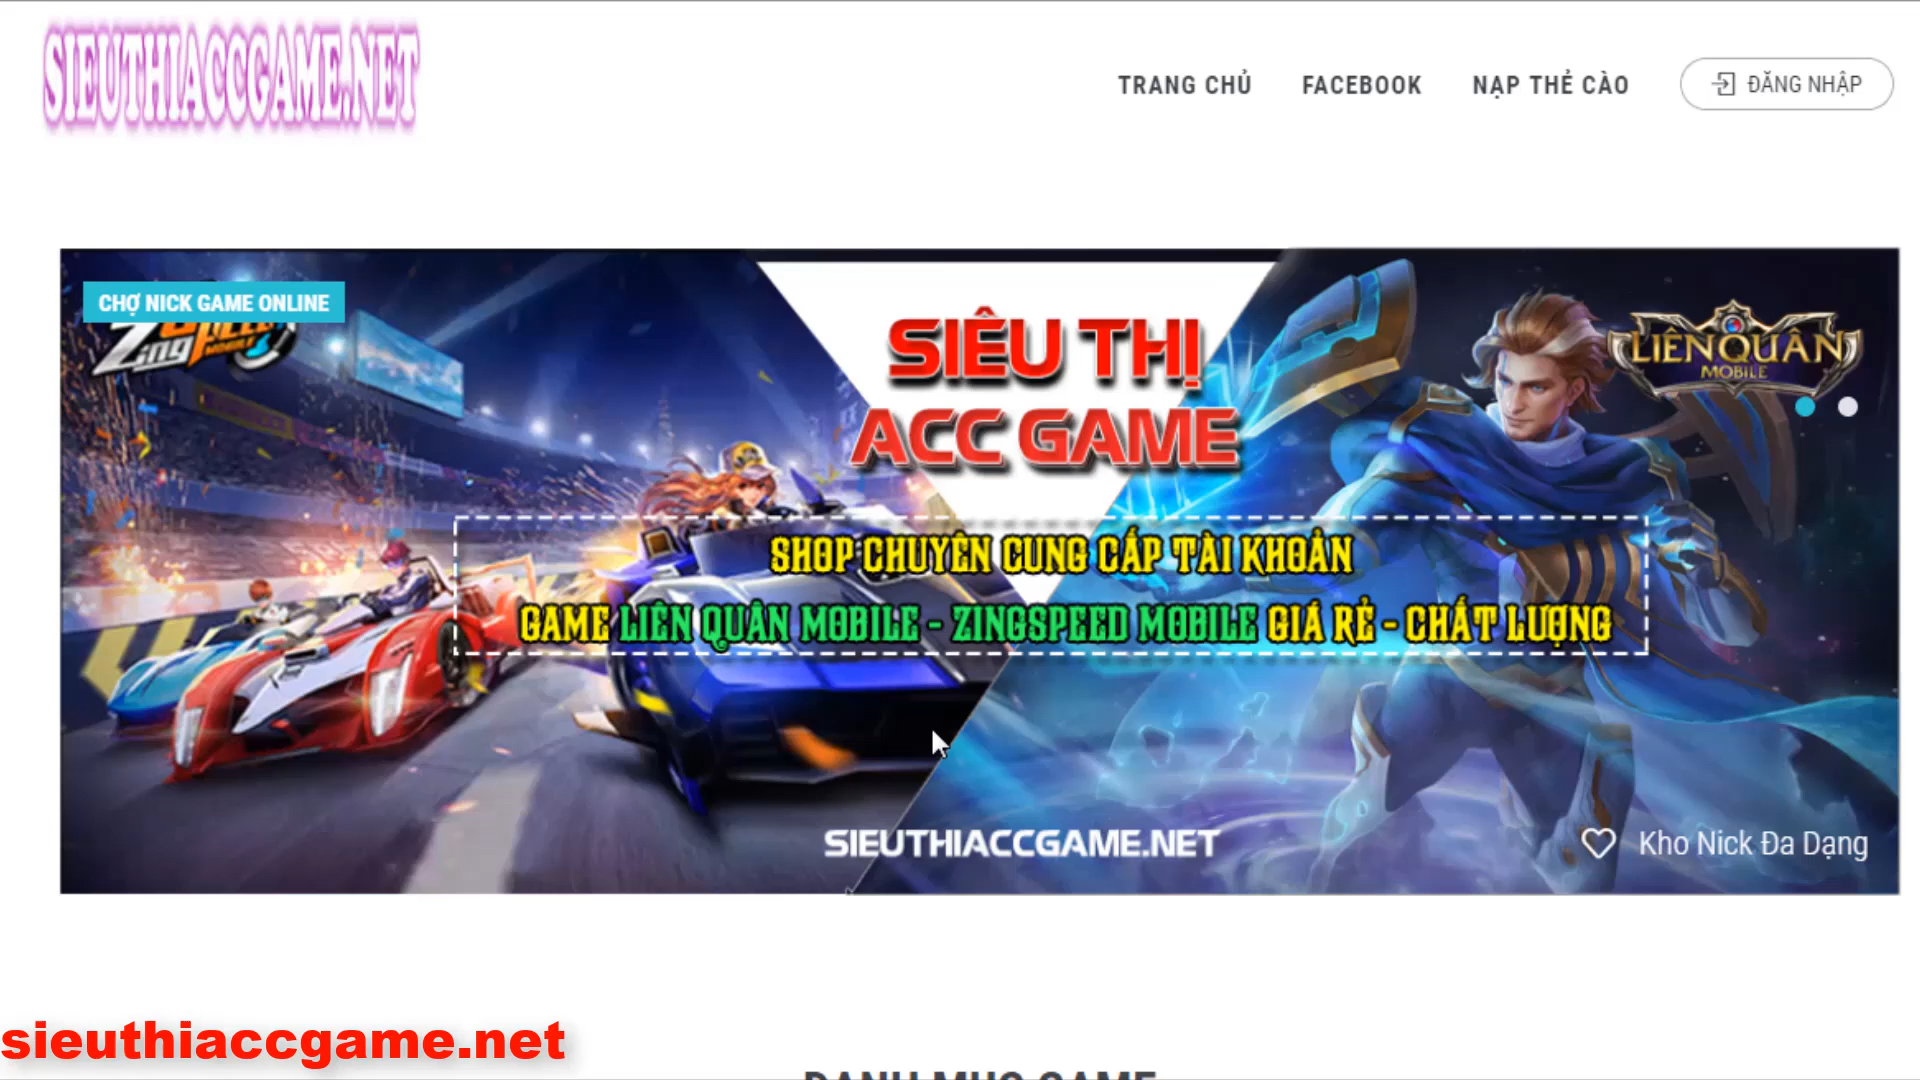 SIEUTHIACCGAME.NET
TRANG CHỦ
FACEBOOK
NẠP THẺ CÀO
ĐĂNG NHẬP
CHỢ NICK GAME ONLINE
ZingSpeed
MOBILE
SIÊU THỊ
ACC GAME
LIÊN QUÂN
MOBILE
SHOP CHUYÊN CUNG CẤP TÀI KHOẢN
GAME LIÊN QUÂN MOBILE - ZINGSPEED MOBILE GIÁ RẺ - CHẤT LƯỢNG
SIEUTHIACCGAME.NET
Kho Nick Đa Dạng
sieuthiaccgame.net